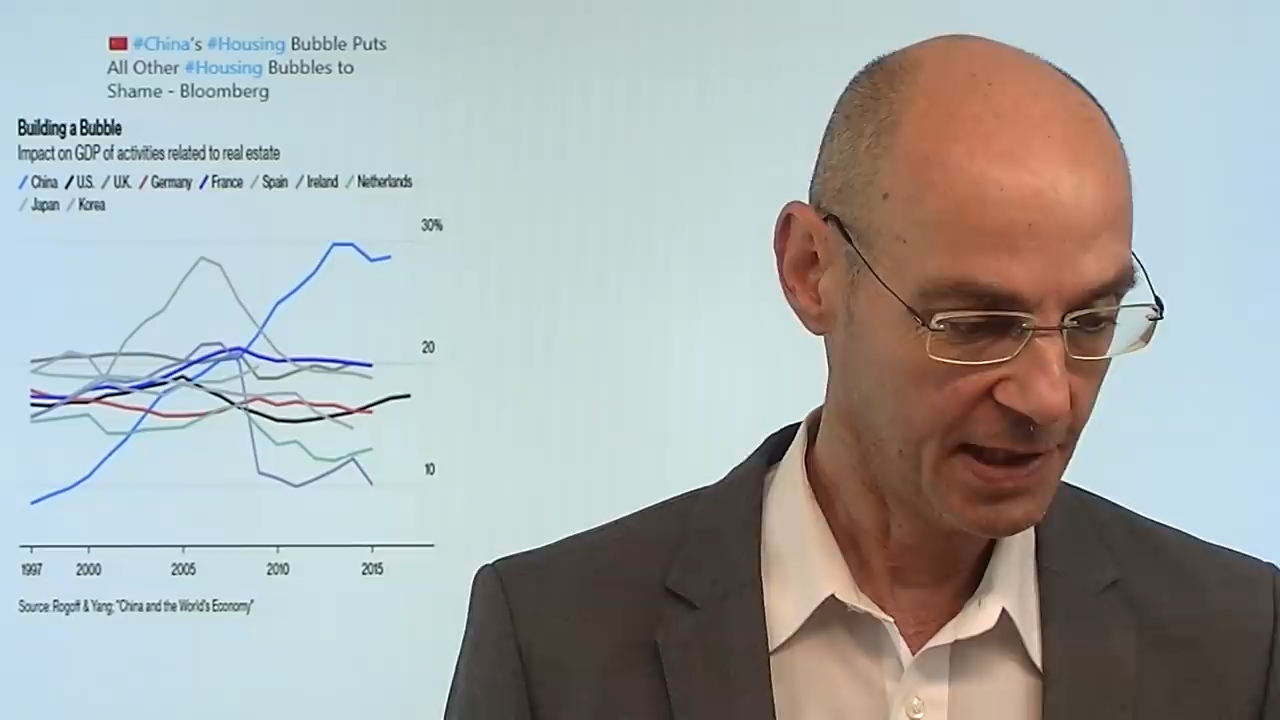 #China's #Housing Bubble Puts
All Other #Housing Bubbles to
Shame - Bloomberg
Building a Bubble
Impact on GDP of activities related to real estate
China U.S. U.K. Germany France Spain Ireland Netherlands
Japan Korea
30%
20
10
1997 2000 2005 2010 2015
Source: Rogoff & Yang; "China and the World's Economy"